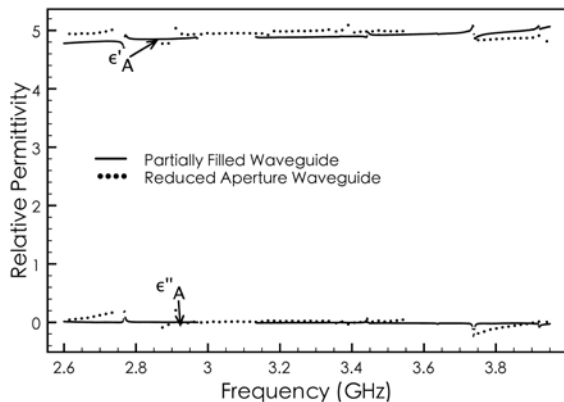 Relative Permittivity
5
4
3
2
1
0
ϵ'A
Partially Filled Waveguide
Reduced Aperture Waveguide
ϵ"A
2.6 2.8 3 3.2 3.4 3.6 3.8
Frequency (GHz)